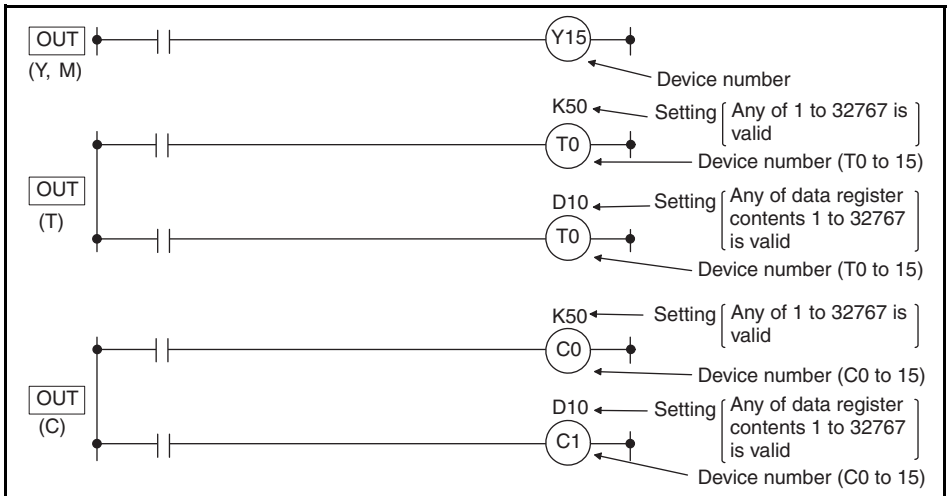 OUT
(Y, M)
Y15
Device number
K50
Setting [Any of 1 to 32767 is
valid]
T0
Device number (T0 to 15)
OUT
(T)
D10
Setting [Any of data register
contents 1 to 32767
is valid]
T0
Device number (T0 to 15)
K50
Setting [Any of 1 to 32767 is
valid]
C0
Device number (C0 to 15)
OUT
(C)
D10
Setting [Any of data register
contents 1 to 32767
is valid]
C1
Device number (C0 to 15)